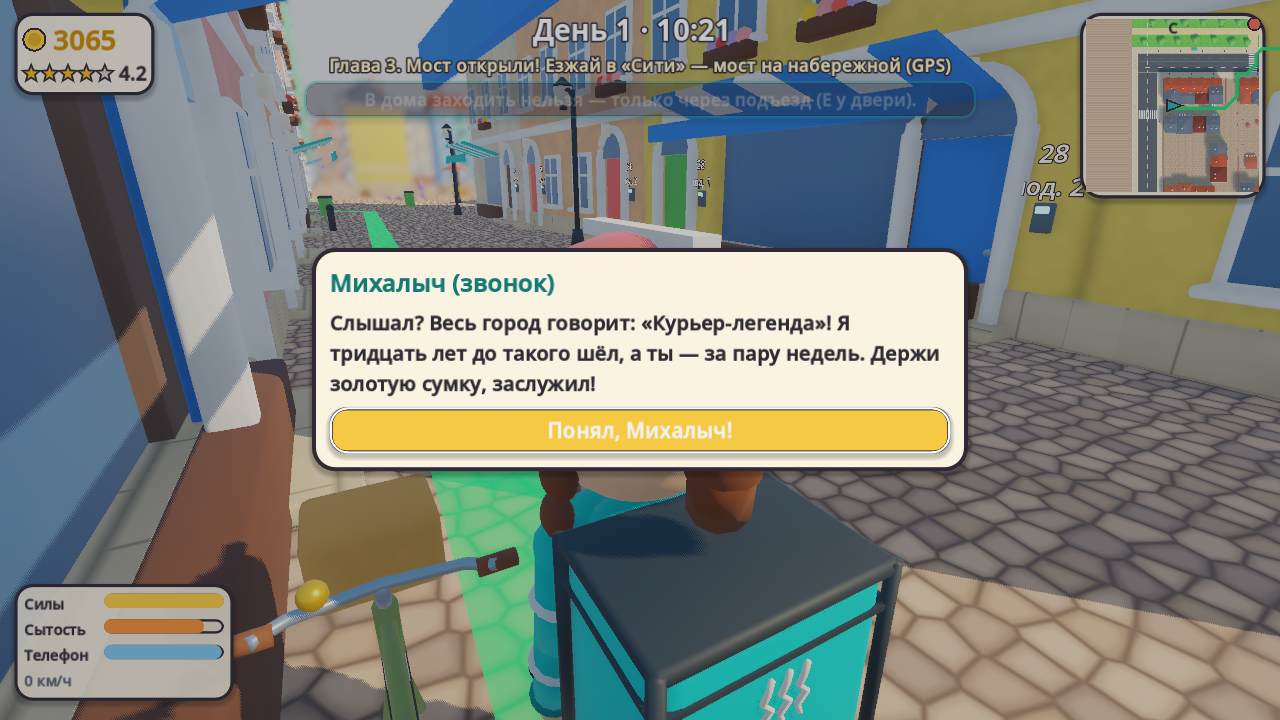 3065
4.2
День 1 · 10:21
Глава 3. Мост открыли! Езжай в «Сити» — мост на набережной (GPS)
В дома заходить нельзя — только через подъезд (E у двери).
С
28
под. 2
Михалыч (звонок)
Слышал? Весь город говорит: «Курьер-легенда»! Я
тридцать лет до такого шёл, а ты — за пару недель. Держи
золотую сумку, заслужил!
Понял, Михалыч!
Силы
Сытость
Телефон
0 км/ч